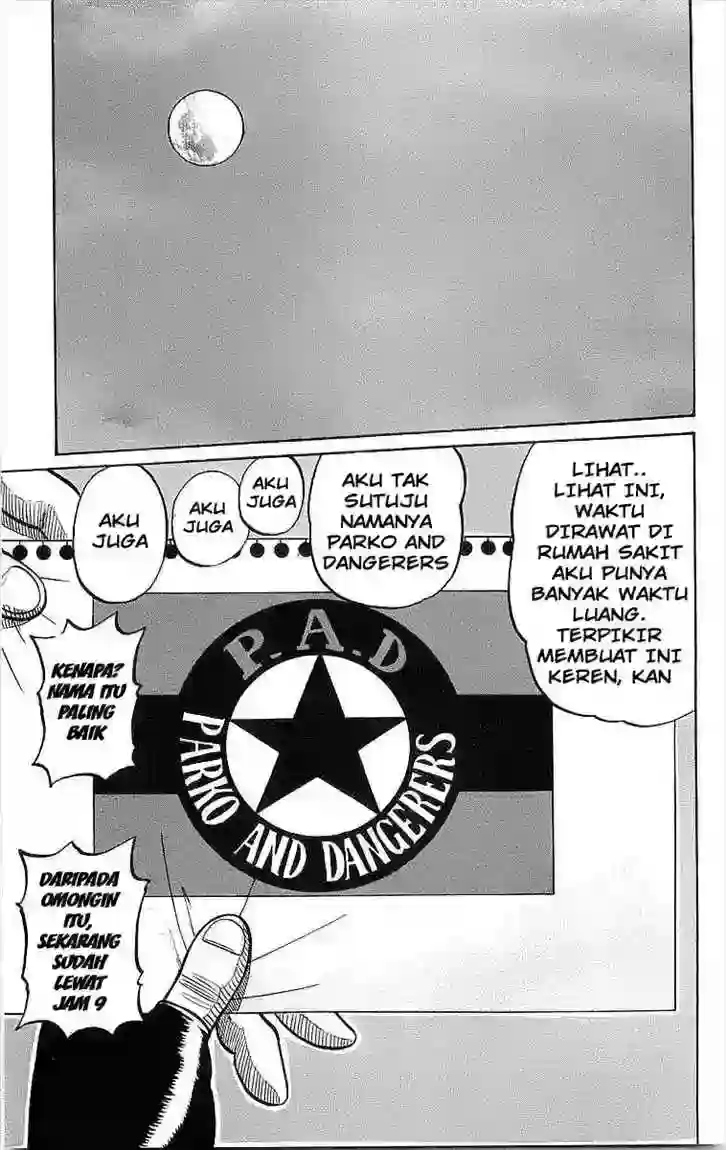 LIHAT..
LIHAT INI,
WAKTU
DIRAWAT DI
RUMAH SAKIT
AKU PUNYA
BANYAK WAKTU
LUANG.
TERPIKIR
MEMBUAT INI
KEREN, KAN
AKU TAK
SUTUJU
NAMANYA
PARKO AND
DANGERERS
AKU
JUGA
AKU
JUGA
AKU
JUGA
P.A.D
PARKO AND DANGERERS
KENAPA?
NAMA ITU
PALING
BAIK
DARIPADA
OMONGIN
ITU,
SEKARANG
SUDAH
LEWAT
JAM 9